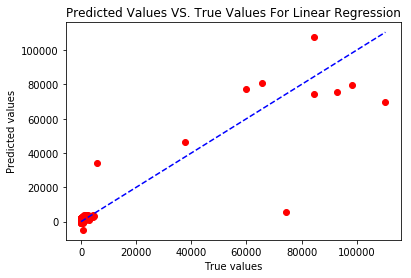 Predicted Values VS. True Values For Linear Regression
100000
80000
60000
40000
20000
0
Predicted values
0 20000 40000 60000 80000 100000
True values